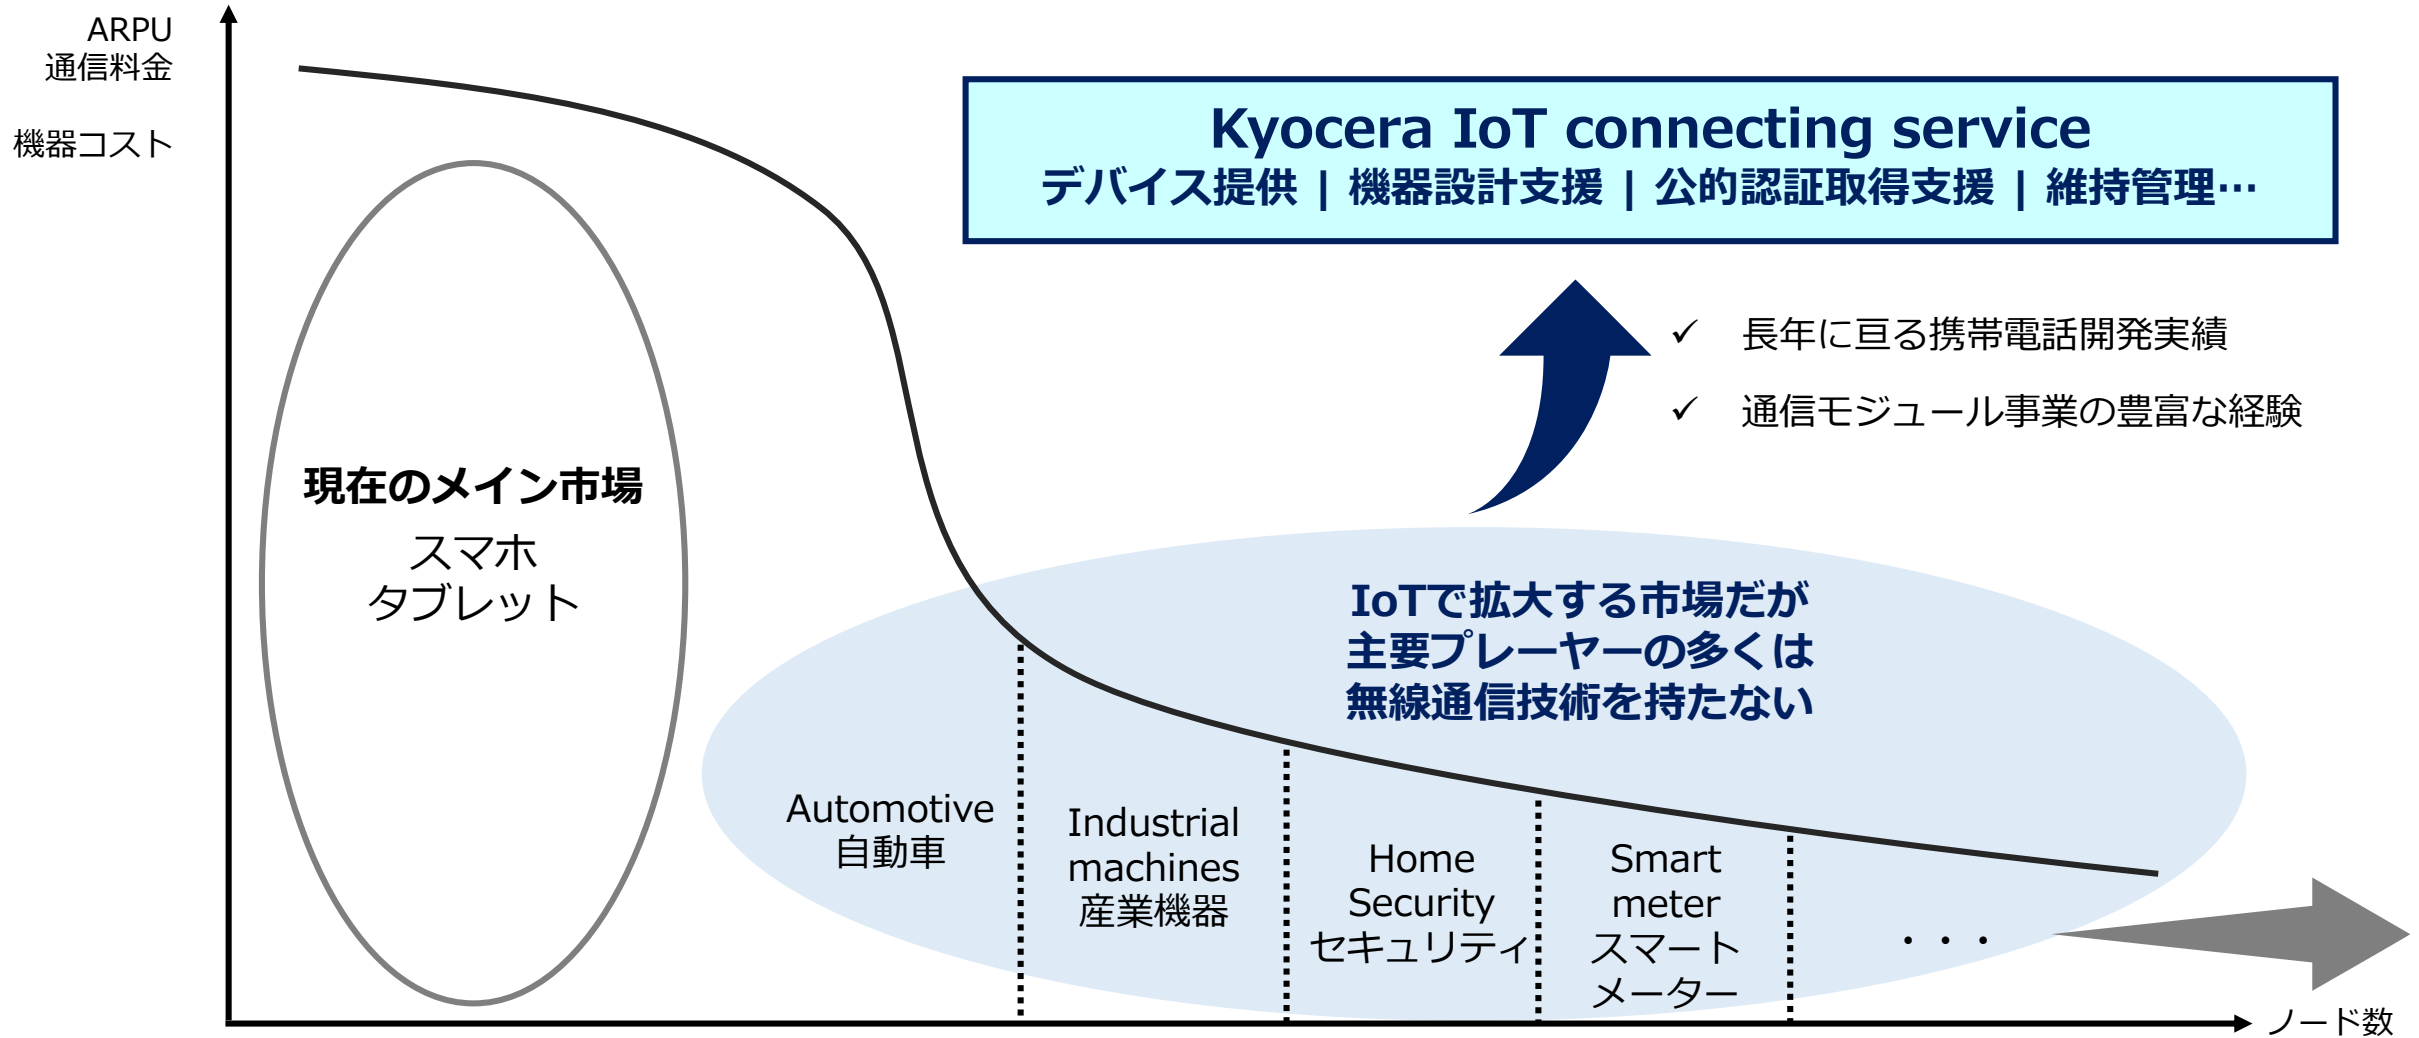 ARPU
通信料金
機器コスト
Kyocera IoT connecting service
デバイス提供 | 機器設計支援 | 公的認証取得支援 | 維持管理…
✓ 長年に亘る携帯電話開発実績
✓ 通信モジュール事業の豊富な経験
現在のメイン市場
スマホ
タブレット
IoTで拡大する市場だが
主要プレーヤーの多くは
無線通信技術を持たない
Automotive
自動車
Industrial
machines
産業機器
Home
Security
セキュリティ
Smart
meter
スマート
メーター
・・・
ノード数